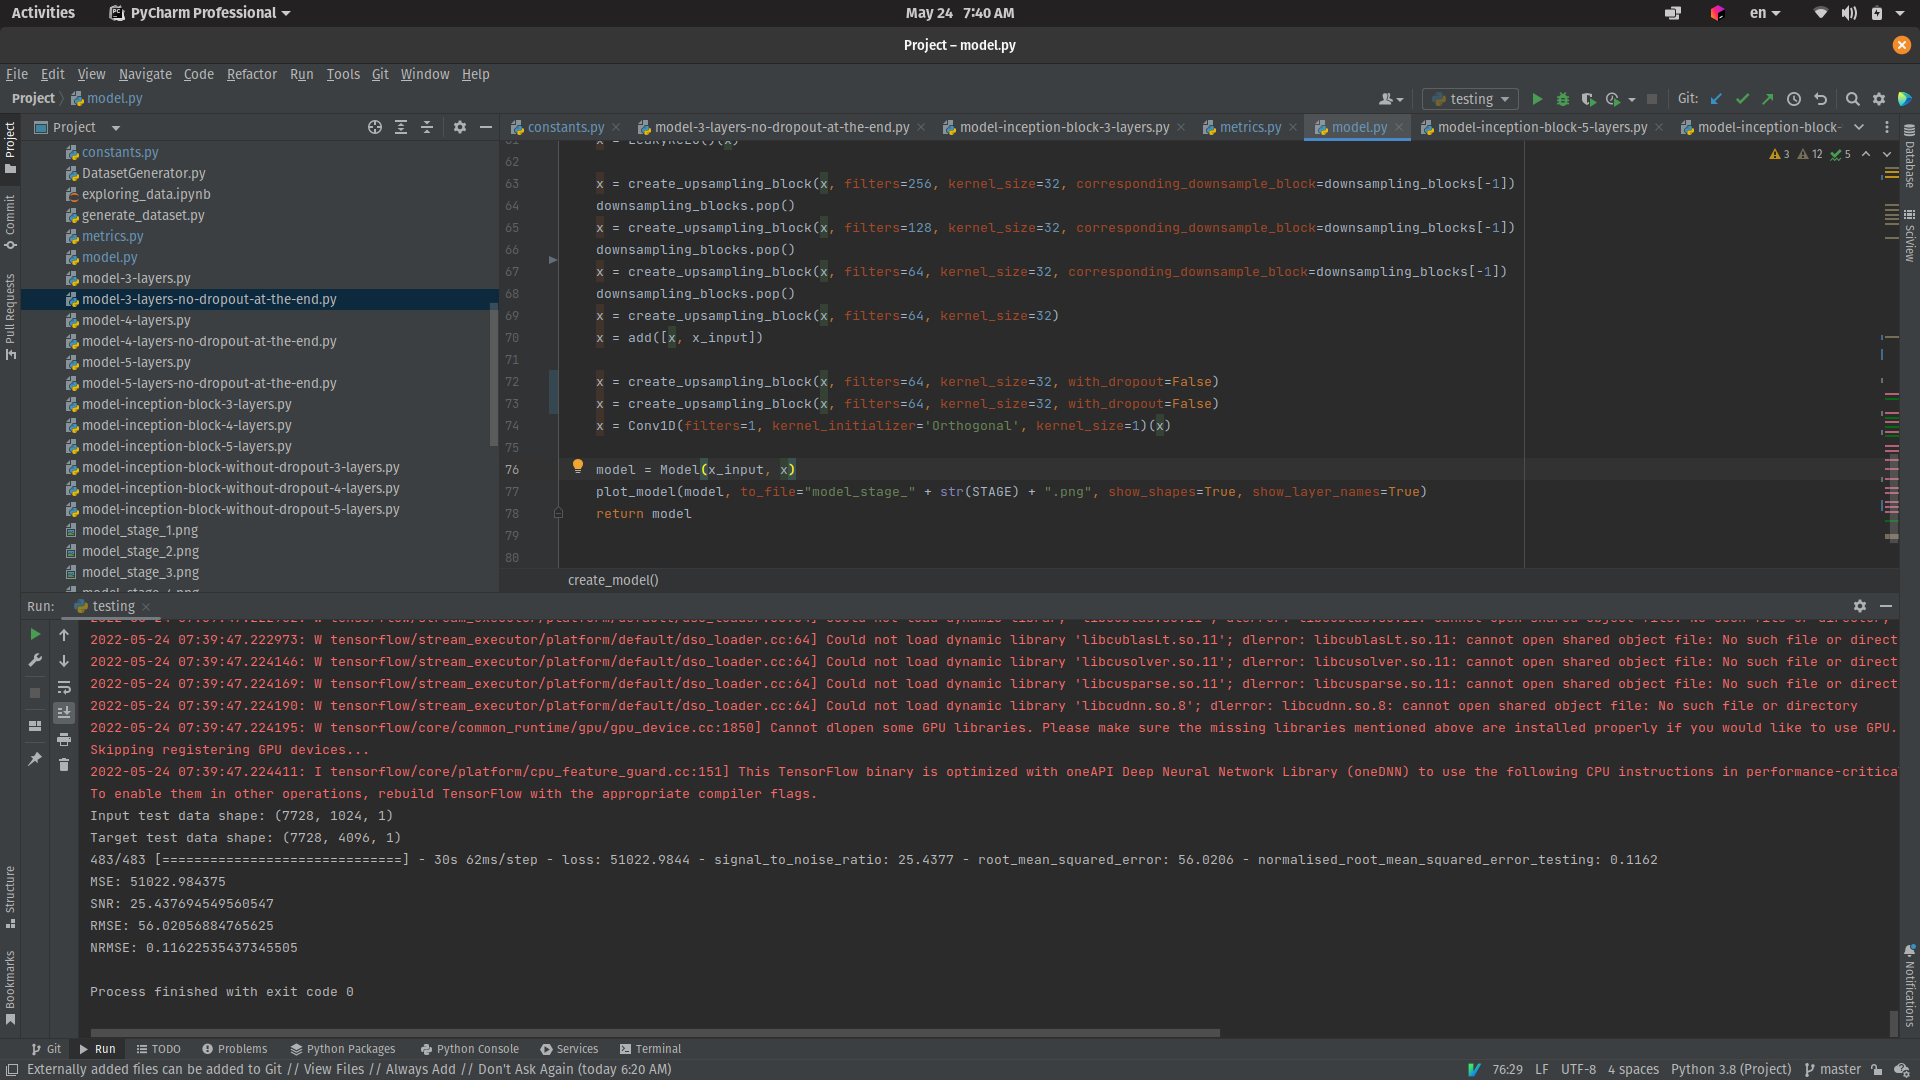 Activities PyCharm Professional May 24 7:40 AM en
Project – model.py
File Edit View Navigate Code Refactor Run Tools Git Window Help
Project model.py testing Git:
Project constants.py model-3-layers-no-dropout-at-the-end.py model-inception-block-3-layers.py metrics.py model.py model-inception-block-5-layers.py model-inception-block-
constants.py
DatasetGenerator.py
exploring_data.ipynb
generate_dataset.py
metrics.py
model.py
model-3-layers.py
model-3-layers-no-dropout-at-the-end.py
model-4-layers.py
model-4-layers-no-dropout-at-the-end.py
model-5-layers.py
model-5-layers-no-dropout-at-the-end.py
model-inception-block-3-layers.py
model-inception-block-4-layers.py
model-inception-block-5-layers.py
model-inception-block-without-dropout-3-layers.py
model-inception-block-without-dropout-4-layers.py
model-inception-block-without-dropout-5-layers.py
model_stage_1.png
model_stage_2.png
model_stage_3.png
3 12 5
61 x = LeakyReLU()(x)
62
63 x = create_upsampling_block(x, filters=256, kernel_size=32, corresponding_downsample_block=downsampling_blocks[-1])
64 downsampling_blocks.pop()
65 x = create_upsampling_block(x, filters=128, kernel_size=32, corresponding_downsample_block=downsampling_blocks[-1])
66 downsampling_blocks.pop()
67 x = create_upsampling_block(x, filters=64, kernel_size=32, corresponding_downsample_block=downsampling_blocks[-1])
68 downsampling_blocks.pop()
69 x = create_upsampling_block(x, filters=64, kernel_size=32)
70 x = add([x, x_input])
71
72 x = create_upsampling_block(x, filters=64, kernel_size=32, with_dropout=False)
73 x = create_upsampling_block(x, filters=64, kernel_size=32, with_dropout=False)
74 x = Conv1D(filters=1, kernel_initializer='Orthogonal', kernel_size=1)(x)
75
76 model = Model(x_input, x)
77 plot_model(model, to_file="model_stage_" + str(STAGE) + ".png", show_shapes=True, show_layer_names=True)
78 return model
79
80
create_model()
Project
Commit
Pull Requests
Structure
Bookmarks
Database
SciView
Notifications
Run: testing
2022-05-24 07:39:47.222973: W tensorflow/stream_executor/platform/default/dso_loader.cc:64] Could not load dynamic library 'libcublasLt.so.11'; dlerror: libcublasLt.so.11: cannot open shared object file: No such file or direct
2022-05-24 07:39:47.224146: W tensorflow/stream_executor/platform/default/dso_loader.cc:64] Could not load dynamic library 'libcusolver.so.11'; dlerror: libcusolver.so.11: cannot open shared object file: No such file or direct
2022-05-24 07:39:47.224169: W tensorflow/stream_executor/platform/default/dso_loader.cc:64] Could not load dynamic library 'libcusparse.so.11'; dlerror: libcusparse.so.11: cannot open shared object file: No such file or direct
2022-05-24 07:39:47.224190: W tensorflow/stream_executor/platform/default/dso_loader.cc:64] Could not load dynamic library 'libcudnn.so.8'; dlerror: libcudnn.so.8: cannot open shared object file: No such file or directory
2022-05-24 07:39:47.224195: W tensorflow/core/common_runtime/gpu/gpu_device.cc:1850] Cannot dlopen some GPU libraries. Please make sure the missing libraries mentioned above are installed properly if you would like to use GPU.
Skipping registering GPU devices...
2022-05-24 07:39:47.224411: I tensorflow/core/platform/cpu_feature_guard.cc:151] This TensorFlow binary is optimized with oneAPI Deep Neural Network Library (oneDNN) to use the following CPU instructions in performance-critica
To enable them in other operations, rebuild TensorFlow with the appropriate compiler flags.
Input test data shape: (7728, 1024, 1)
Target test data shape: (7728, 4096, 1)
483/483 [==============================] - 30s 62ms/step - loss: 51022.9844 - signal_to_noise_ratio: 25.4377 - root_mean_squared_error: 56.0206 - normalised_root_mean_squared_error_testing: 0.1162
MSE: 51022.984375
SNR: 25.437694549560547
RMSE: 56.02056884765625
NRMSE: 0.11622535437345505
Process finished with exit code 0
Git Run TODO Problems Python Packages Python Console Services Terminal
Externally added files can be added to Git // View Files // Always Add // Don't Ask Again (today 6:20 AM) 76:29 LF UTF-8 4 spaces Python 3.8 (Project) master